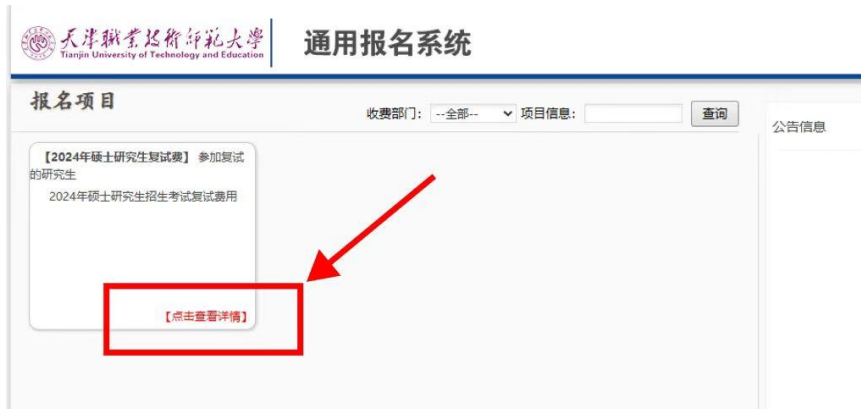 天津职业技術师范大學
Tianjin University of Technology and Education
通用报名系统
报名项目
收费部门：
--全部--
项目信息：
查询
公告信息
【2024年硕士研究生复试费】 参加复试
的研究生
2024年硕士研究生招生考试复试费用
【点击查看详情】